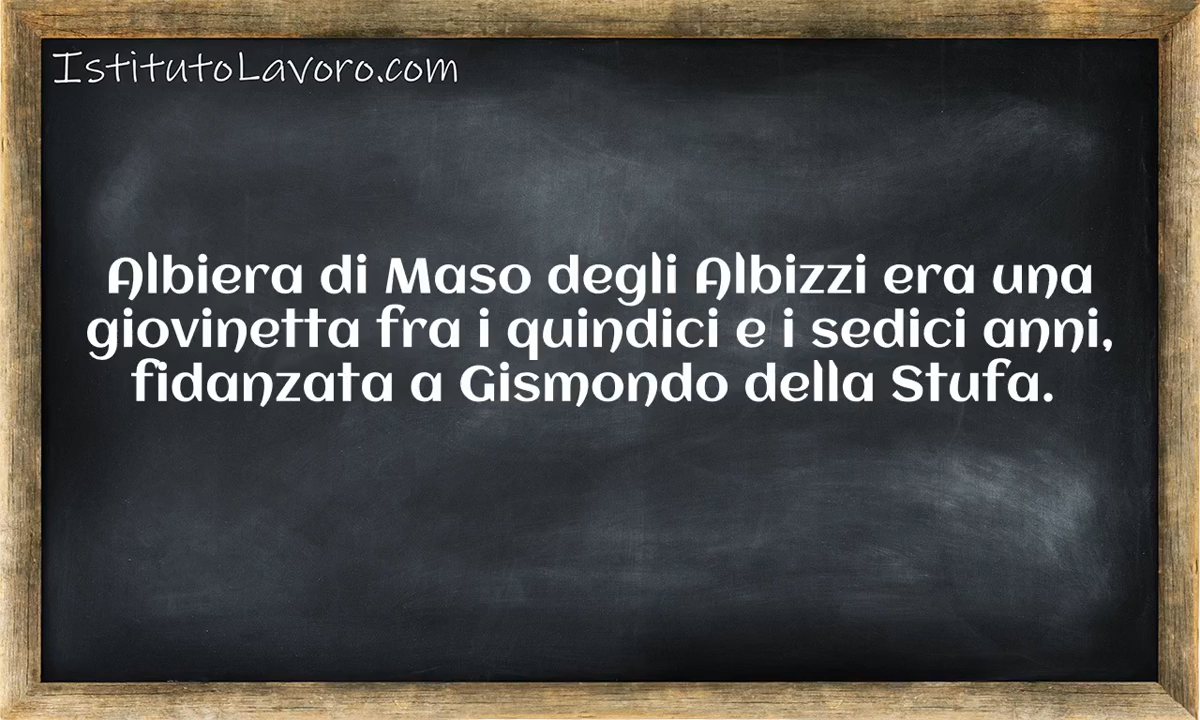 IstitutoLavoro.com
Albiera di Maso degli Albizzi era una
giovinetta fra i quindici e i sedici anni,
fidanzata a Gismondo della Stufa.